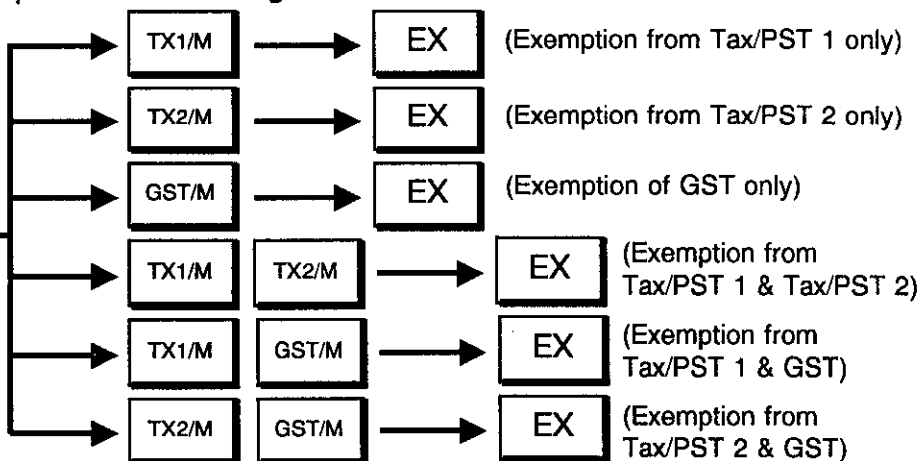 TX1/M EX (Exemption from Tax/PST 1 only)
TX2/M EX (Exemption from Tax/PST 2 only)
GST/M EX (Exemption of GST only)
TX1/M TX2/M EX (Exemption from
Tax/PST 1 & Tax/PST 2)
TX1/M GST/M EX (Exemption from
Tax/PST 1 & GST)
TX2/M GST/M EX (Exemption from
Tax/PST 2 & GST)